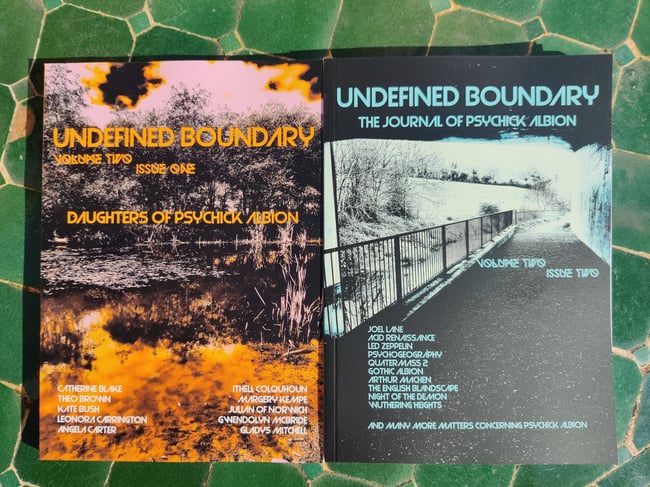 UNDEFINED BOUNDARY
VOLUME TWO
ISSUE ONE
DAUGHTERS OF PSYCHICK ALBION
CATHERINE BLAKE
THEO BROWN
KATE BUSH
LEONORA CARRINGTON
ANGELA CARTER
ITHELL COLQUHOUN
MARGERY KEMPE
JULIAN OF NORWICH
GWENDOLYN MCBRIDE
GLADYS MITCHELL
UNDEFINED BOUNDARY
THE JOURNAL OF PSYCHICK ALBION
VOLUME TWO
ISSUE TWO
JOEL LANE
ACID RENAISSANCE
LED ZEPPELIN
PSYCHOGEOGRAPHY
QUATERMASS 2
GOTHIC ALBION
ARTHUR MACHEN
THE ENGLISH BLANDSCAPE
NIGHT OF THE DEMON
WUTHERING HEIGHTS
AND MANY MORE MATTERS CONCERNING PSYCHICK ALBION